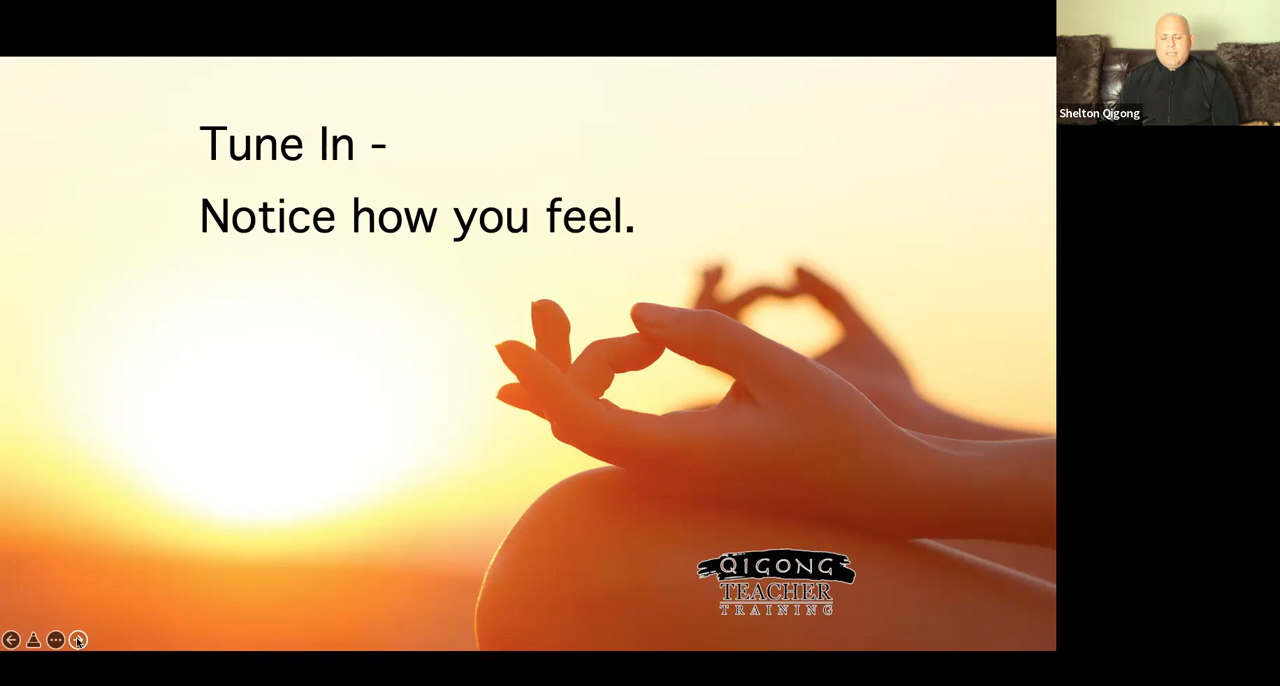 Tune In -
Notice how you feel.
Shelton Qigong
QIGONG
TEACHER
TRAINING